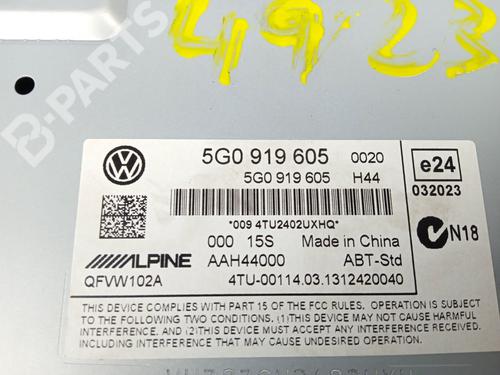 4923
5G0 919 605 0020
5G0 919 605 H44
e24
032023
*009 4TU2402UXHQ*
N18
000 15S Made in China
ALPINE AAH44000 ABT-Std
QFVW102A 4TU-00114.03.1312420040
THIS DEVICE COMPLIES WITH PART 15 OF THE FCC RULES. OPERATION IS SUBJECT
TO THE FOLLOWING TWO CONDITIONS: (1)THIS DEVICE MAY NOT CAUSE HARMFUL
INTERFERENCE, AND (2)THIS DEVICE MUST ACCEPT ANY INTERFERENCE
RECEIVED, INCLUDING INTERFERENCE THAT MAY CAUSE UNDESIRED OPERATION.
B-PARTS